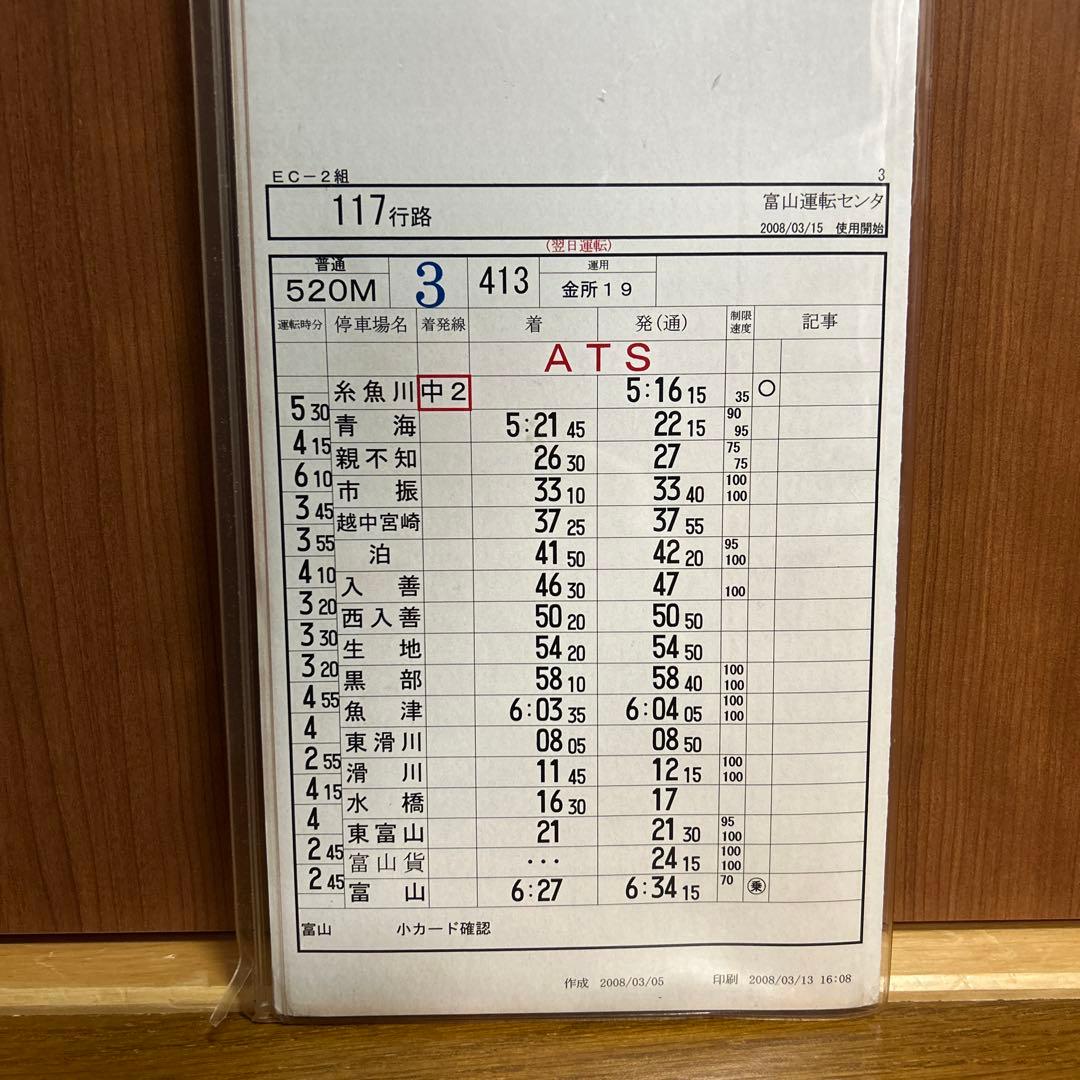 EC-2組 3
117行路 富山運転センタ
2008/03/15 使用開始
(翌日運転)
普通 運用
520M 3 413 金所19
運転時分 停車場名 着発線 着 発(通) 制限速度 記事
ATS
糸魚川 中2 5:16 15 35 ○
5 30
青海 5:21 45 22 15 90 95
4 15
親不知 26 30 27 75 75
6 10
市振 33 10 33 40 100 100
3 45
越中宮崎 37 25 37 55
3 55
泊 41 50 42 20 95 100
4 10
入善 46 30 47 100
3 20
西入善 50 20 50 50
3 30
生地 54 20 54 50
3 20
黒部 58 10 58 40 100 100
4 55
魚津 6:03 35 6:04 05 100 100
4
東滑川 08 05 08 50
2 55
滑川 11 45 12 15 100 100
4 15
水橋 16 30 17
4
東富山 21 21 30 95 100
2 45
富山貨 ・・・ 24 15 100 100
2 45
富山 6:27 6:34 15 70 乗
富山 小カード確認
作成 2008/03/05 印刷 2008/03/13 16:08